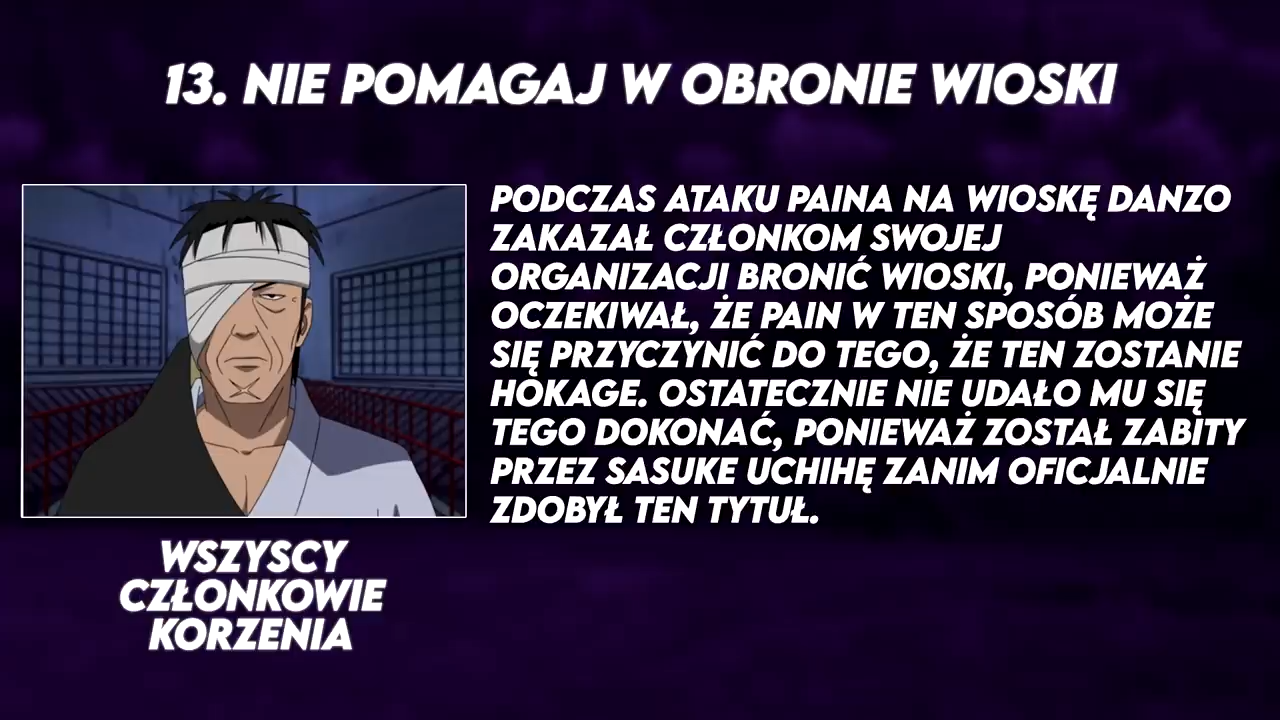 13. NIE POMAGAJ W OBRONIE WIOSKI
PODCZAS ATAKU PAINA NA WIOSKĘ DANZO
ZAKAZAŁ CZŁONKOM SWOJEJ
ORGANIZACJI BRONIĆ WIOSKI, PONIEWAŻ
OCZEKIWAŁ, ŻE PAIN W TEN SPOSÓB MOŻE
SIĘ PRZYCZYNIĆ DO TEGO, ŻE TEN ZOSTANIE
HOKAGE. OSTATECZNIE NIE UDAŁO MU SIĘ
TEGO DOKONAĆ, PONIEWAŻ ZOSTAŁ ZABITY
PRZEZ SASUKE UCHIHĘ ZANIM OFICJALNIE
ZDOBYŁ TEN TYTUŁ.
WSZYSCY
CZŁONKOWIE
KORZENIA